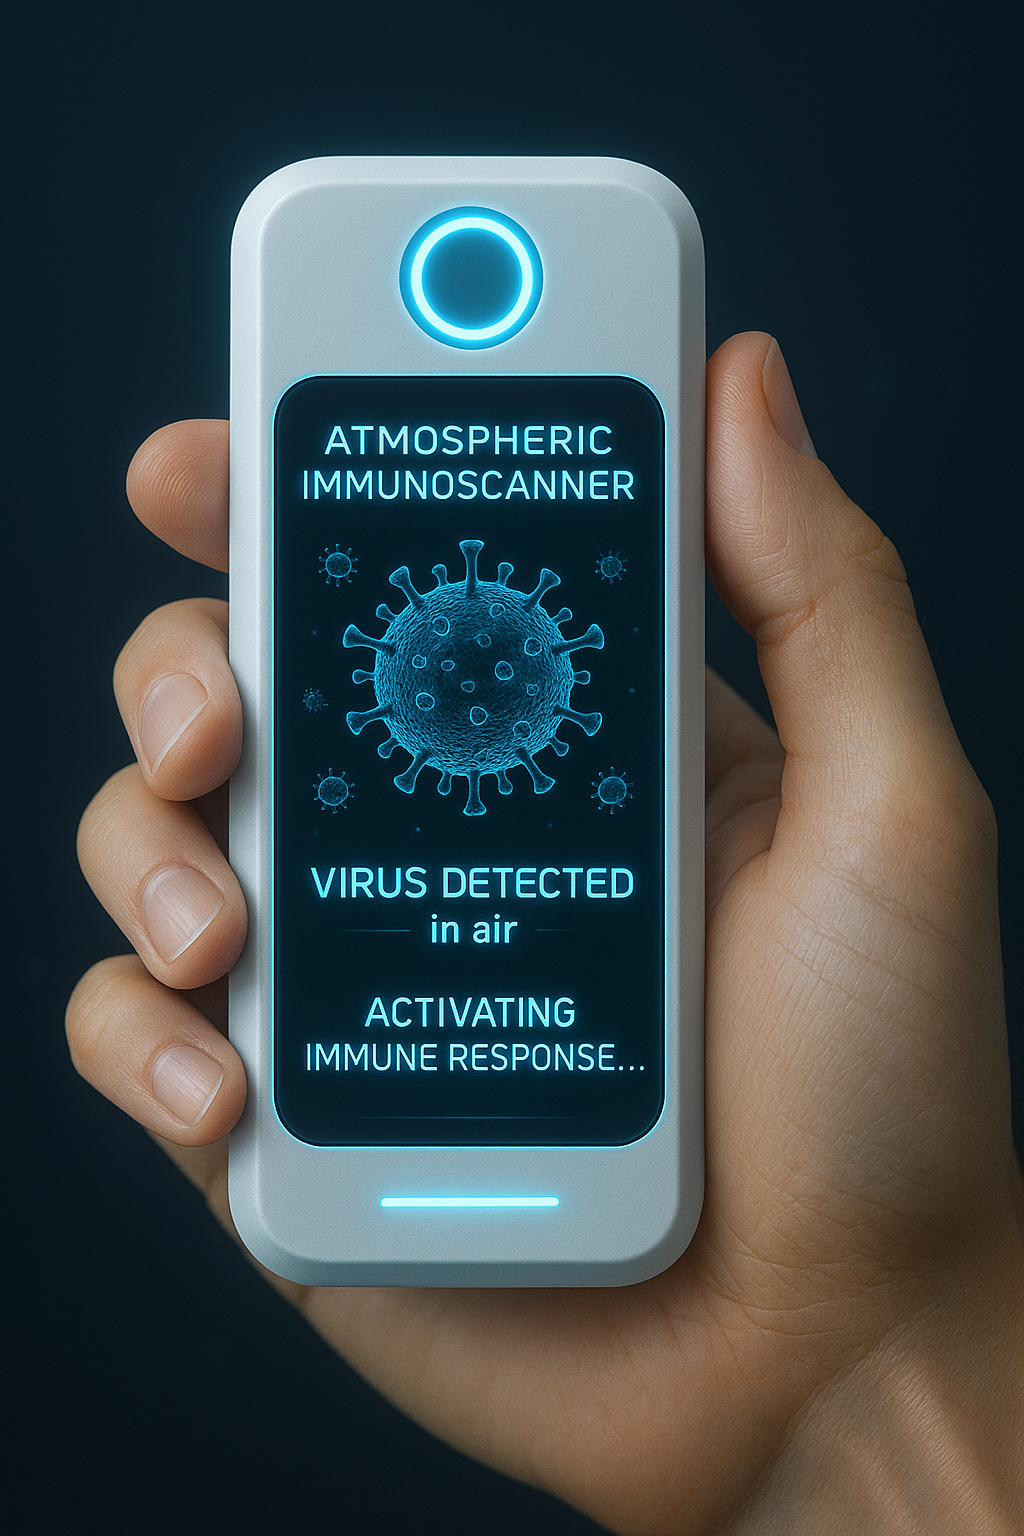 ATMOSPHERIC
IMMUNOSCANNER
VIRUS DETECTED
in air
ACTIVATING
IMMUNE RESPONSE...